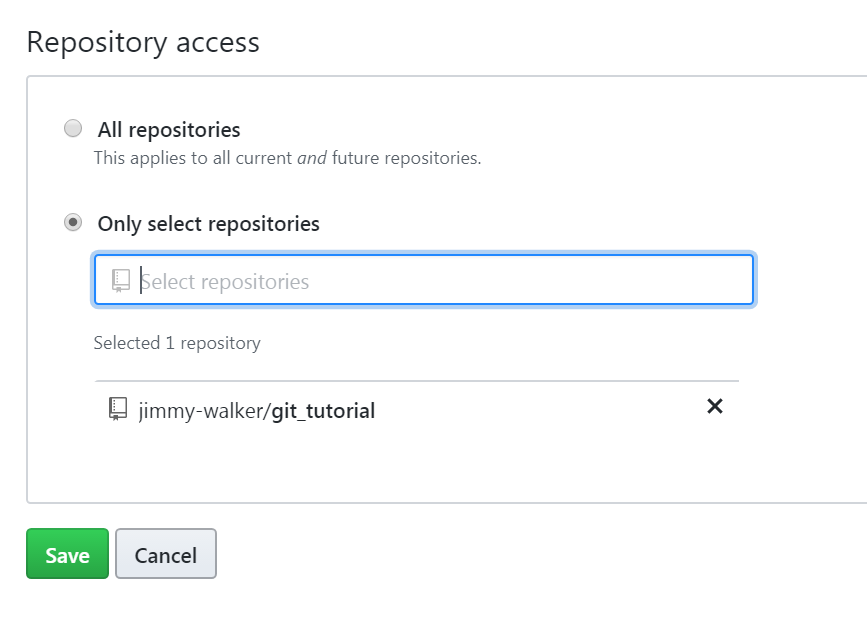 Repository access
All repositories
This applies to all current and future repositories.
Only select repositories
Select repositories
Selected 1 repository
jimmy-walker/git_tutorial
Save
Cancel